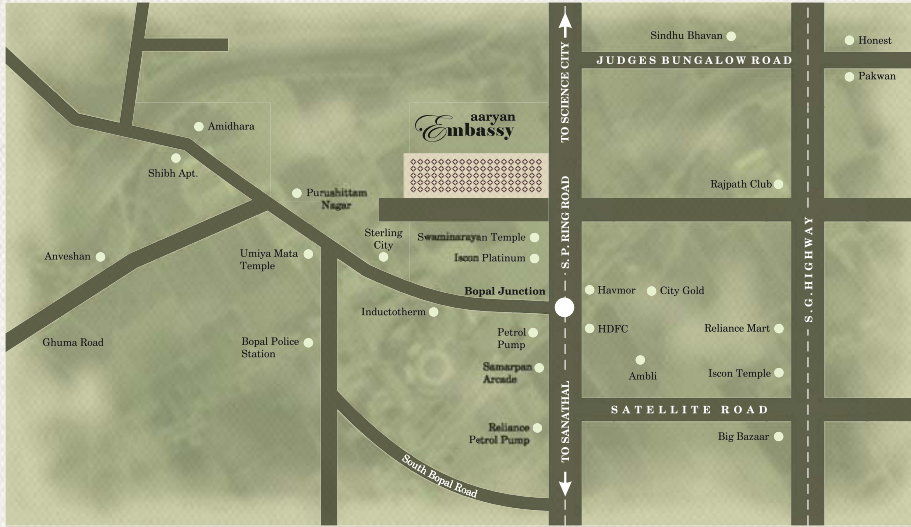 Sindhu Bhavan
Honest
JUDGES BUNGALOW ROAD
Pakwan
TO SCIENCE CITY
aaryan
Embassy
Amidhara
Shibh Apt.
Rajpath Club
Purushittam
Nagar
S. P. RING ROAD
S.G.HIGHWAY
Sterling
City
Swaminarayan Temple
Anveshan
Umiya Mata
Temple
Iscon Platinum
Bopal Junction
Havmor
City Gold
Inductotherm
HDFC
Reliance Mart
Petrol
Pump
Ghuma Road
Bopal Police
Station
Samarpan
Arcade
Ambli
Iscon Temple
TO SANATHAL
SATELLITE ROAD
Reliance
Petrol Pump
Big Bazaar
South Bopal Road